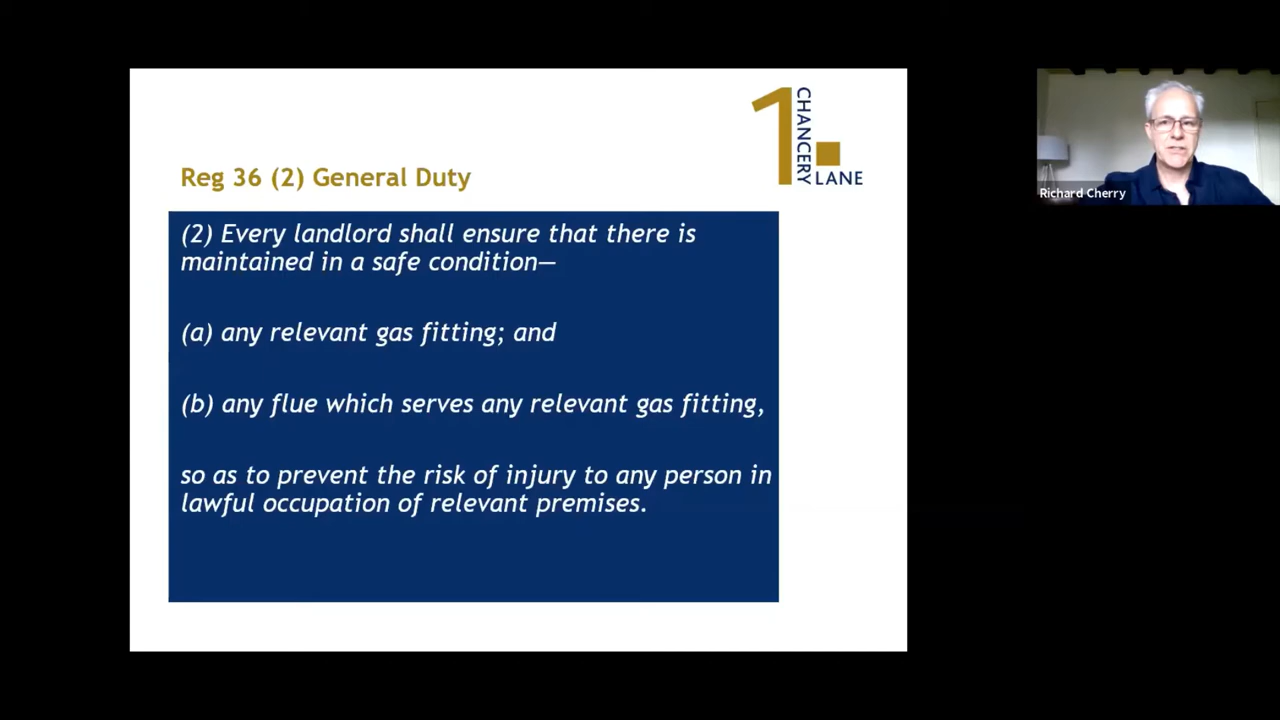 1 CHANCERY LANE
Reg 36 (2) General Duty
(2) Every landlord shall ensure that there is
maintained in a safe condition—
(a) any relevant gas fitting; and
(b) any flue which serves any relevant gas fitting,
so as to prevent the risk of injury to any person in
lawful occupation of relevant premises.
Richard Cherry